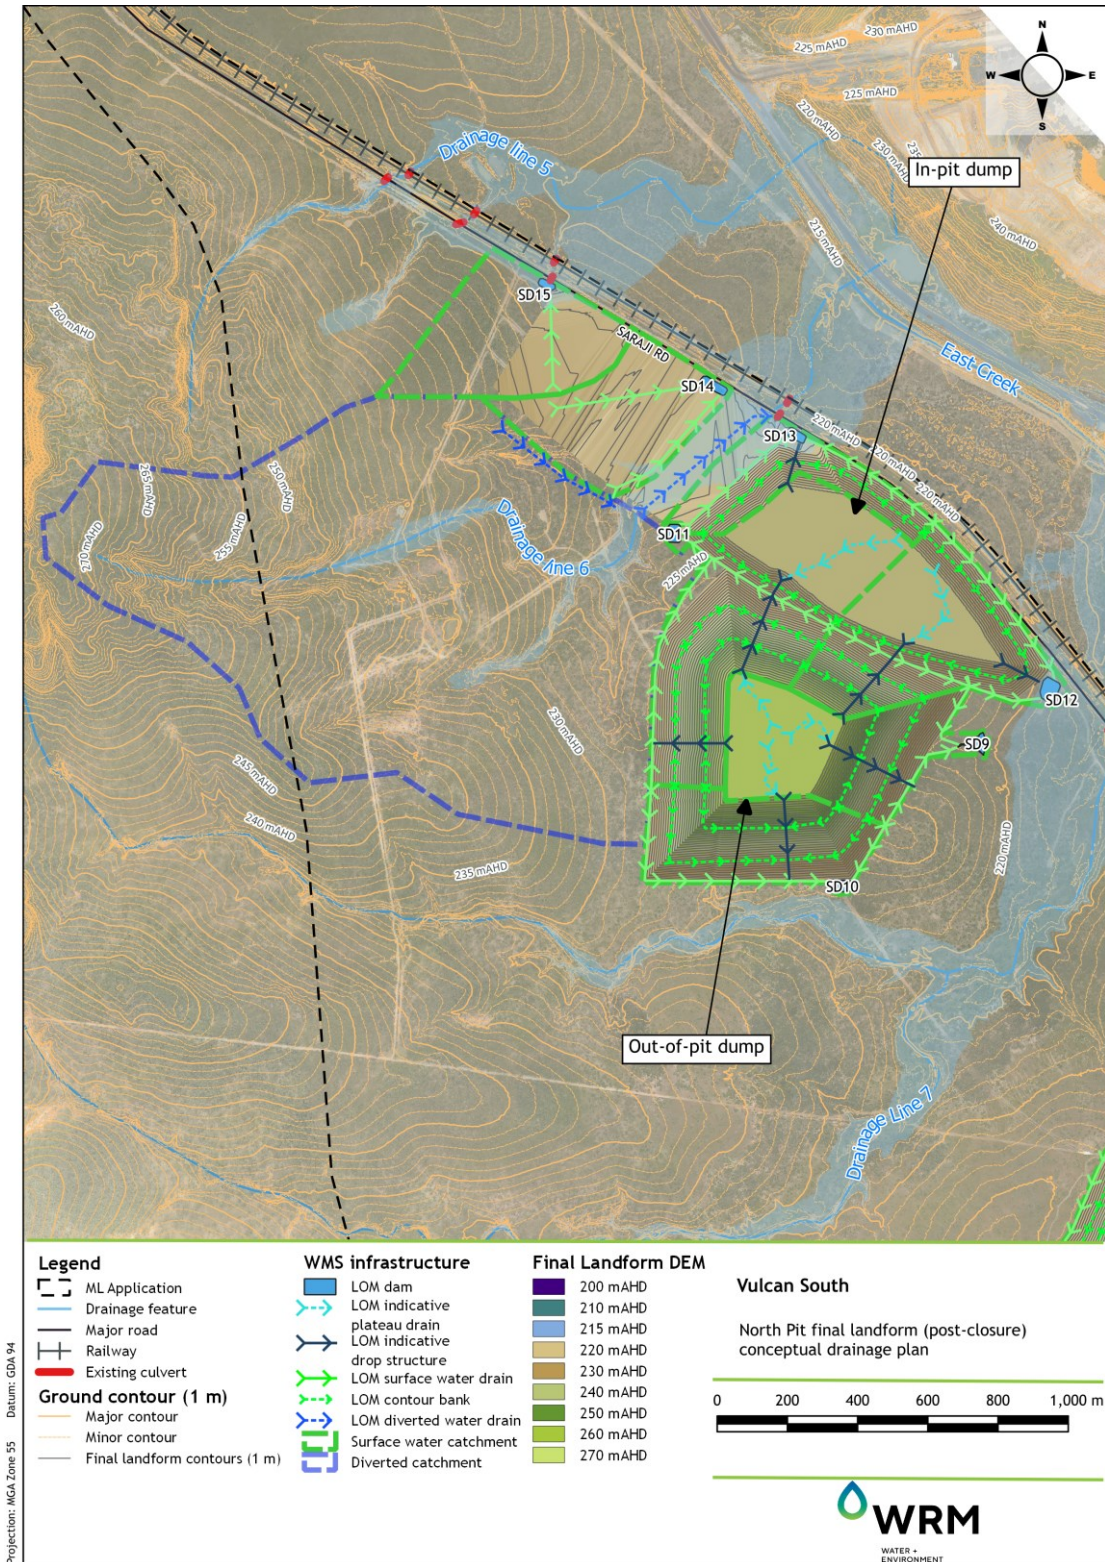 N
W
E
S
230 mAHD
225 mAHD
225 mAHD
220 mAHD
230 mAHD
240 mAHD
215 mAHD
In-pit dump
Drainage line 5
260 mAHD
SD15
SARAJI RD
East Creek
SD14
SD13
220 mAHD
220 mAHD
220 mAHD
265 mAHD
250 mAHD
255 mAHD
270 mAHD
Drainage line 6
SD11
225 mAHD
SD12
SD9
230 mAHD
245 mAHD
240 mAHD
235 mAHD
220 mAHD
SD10
Out-of-pit dump
Drainage Line 7
Legend
ML Application
Drainage feature
Major road
Railway
Existing culvert
Ground contour (1 m)
Major contour
Minor contour
Final landform contours (1 m)
WMS infrastructure
LOM dam
LOM indicative
plateau drain
LOM indicative
drop structure
LOM surface water drain
LOM contour bank
LOM diverted water drain
Surface water catchment
Diverted catchment
Final Landform DEM
200 mAHD
210 mAHD
215 mAHD
220 mAHD
230 mAHD
240 mAHD
250 mAHD
260 mAHD
270 mAHD
Vulcan South
North Pit final landform (post-closure)
conceptual drainage plan
0 200 400 600 800 1,000 m
WRM
WATER +
ENVIRONMENT
Projection: MGA Zone 55 Datum: GDA 94